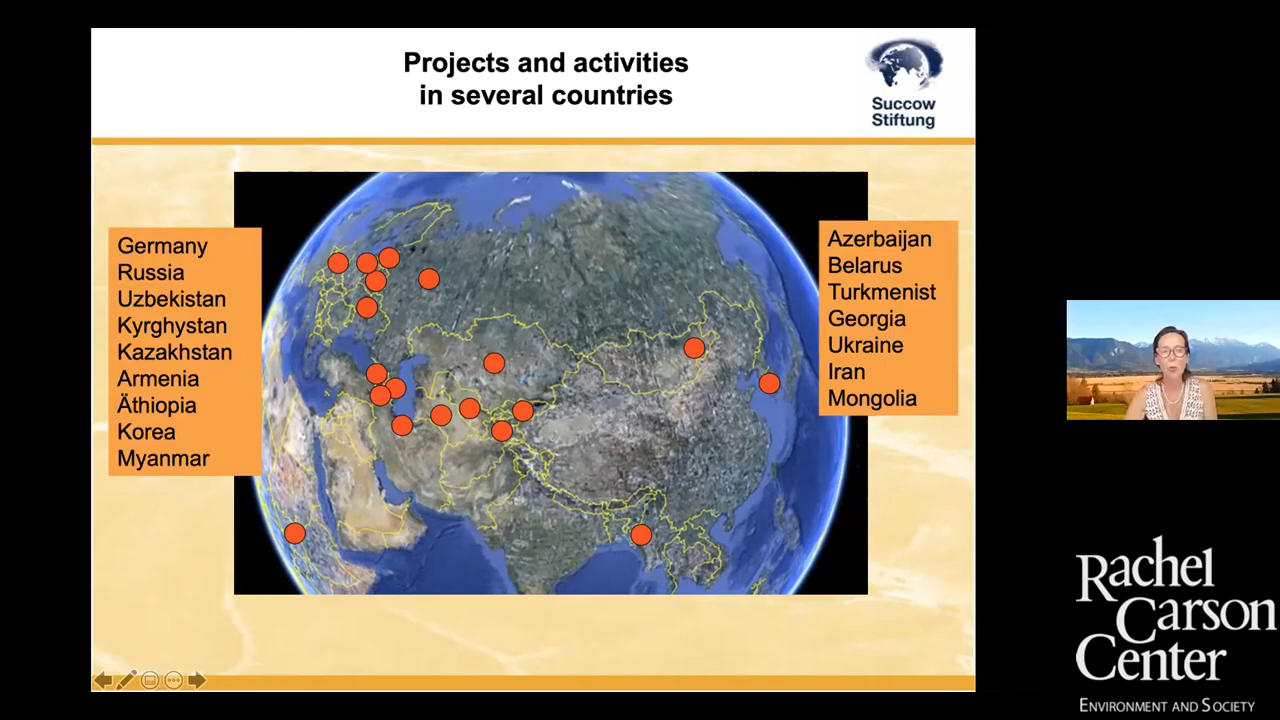 Projects and activities
in several countries
Succow
Stiftung
Germany
Russia
Uzbekistan
Kyrghystan
Kazakhstan
Armenia
Äthiopia
Korea
Myanmar
Azerbaijan
Belarus
Turkmenist
Georgia
Ukraine
Iran
Mongolia
Rachel
Carson
Center
Environment and Society